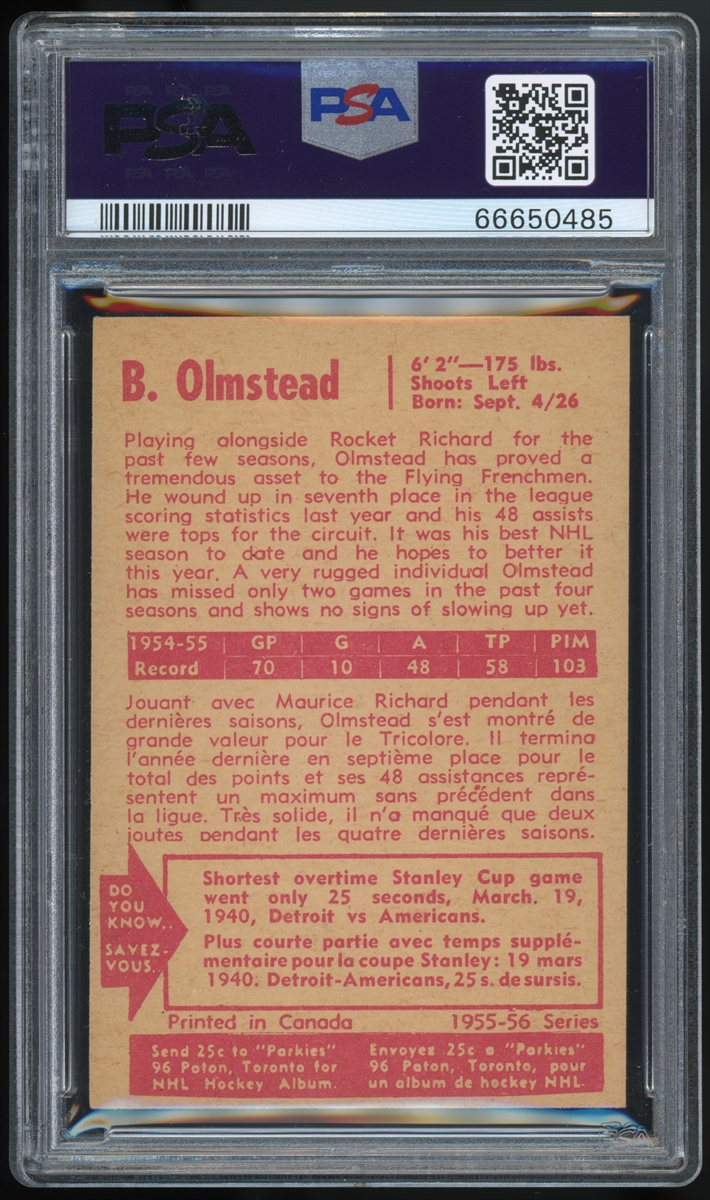 PSA PSA PSA
PSA
PSA PSA PSA
PSA
66650485
B. Olmstead
6' 2"—175 lbs.
Shoots Left
Born: Sept. 4/26
Playing alongside Rocket Richard for the
past few seasons, Olmstead has proved a
tremendous asset to the Flying Frenchmen.
He wound up in seventh place in the league
scoring statistics last year and his 48 assists
were tops for the circuit. It was his best NHL
season to date and he hopes to better it
this year. A very rugged individual Olmstead
has missed only two games in the past four
seasons and shows no signs of slowing up yet.
1954-55 GP G A TP PIM
Record 70 10 48 58 103
Jouant avec Maurice Richard pendant les
dernières saisons, Olmstead s'est montré de
grande valeur pour le Tricolore. Il termina
l'année dernière en septième place pour le
total des points et ses 48 assistances repré-
sentent un maximum sans précédent dans
la ligue. Très solide, il n'a manqué que deux
joutes pendant les quatre dernières saisons.
DO
YOU
KNOW..
SAVEZ-
VOUS..
Shortest overtime Stanley Cup game
went only 25 seconds, March. 19,
1940, Detroit vs Americans.
Plus courte partie avec temps supplé-
mentaire pour la coupe Stanley: 19 mars
1940. Detroit-Americans, 25 s. de sursis.
Printed in Canada 1955-56 Series
Send 25c to "Parkies"
96 Paton, Toronto for
NHL Hockey Album.
Envoyez 25c a "Parkies"
96 Paton, Toronto, pour
un album de hockey NHL.
PSA